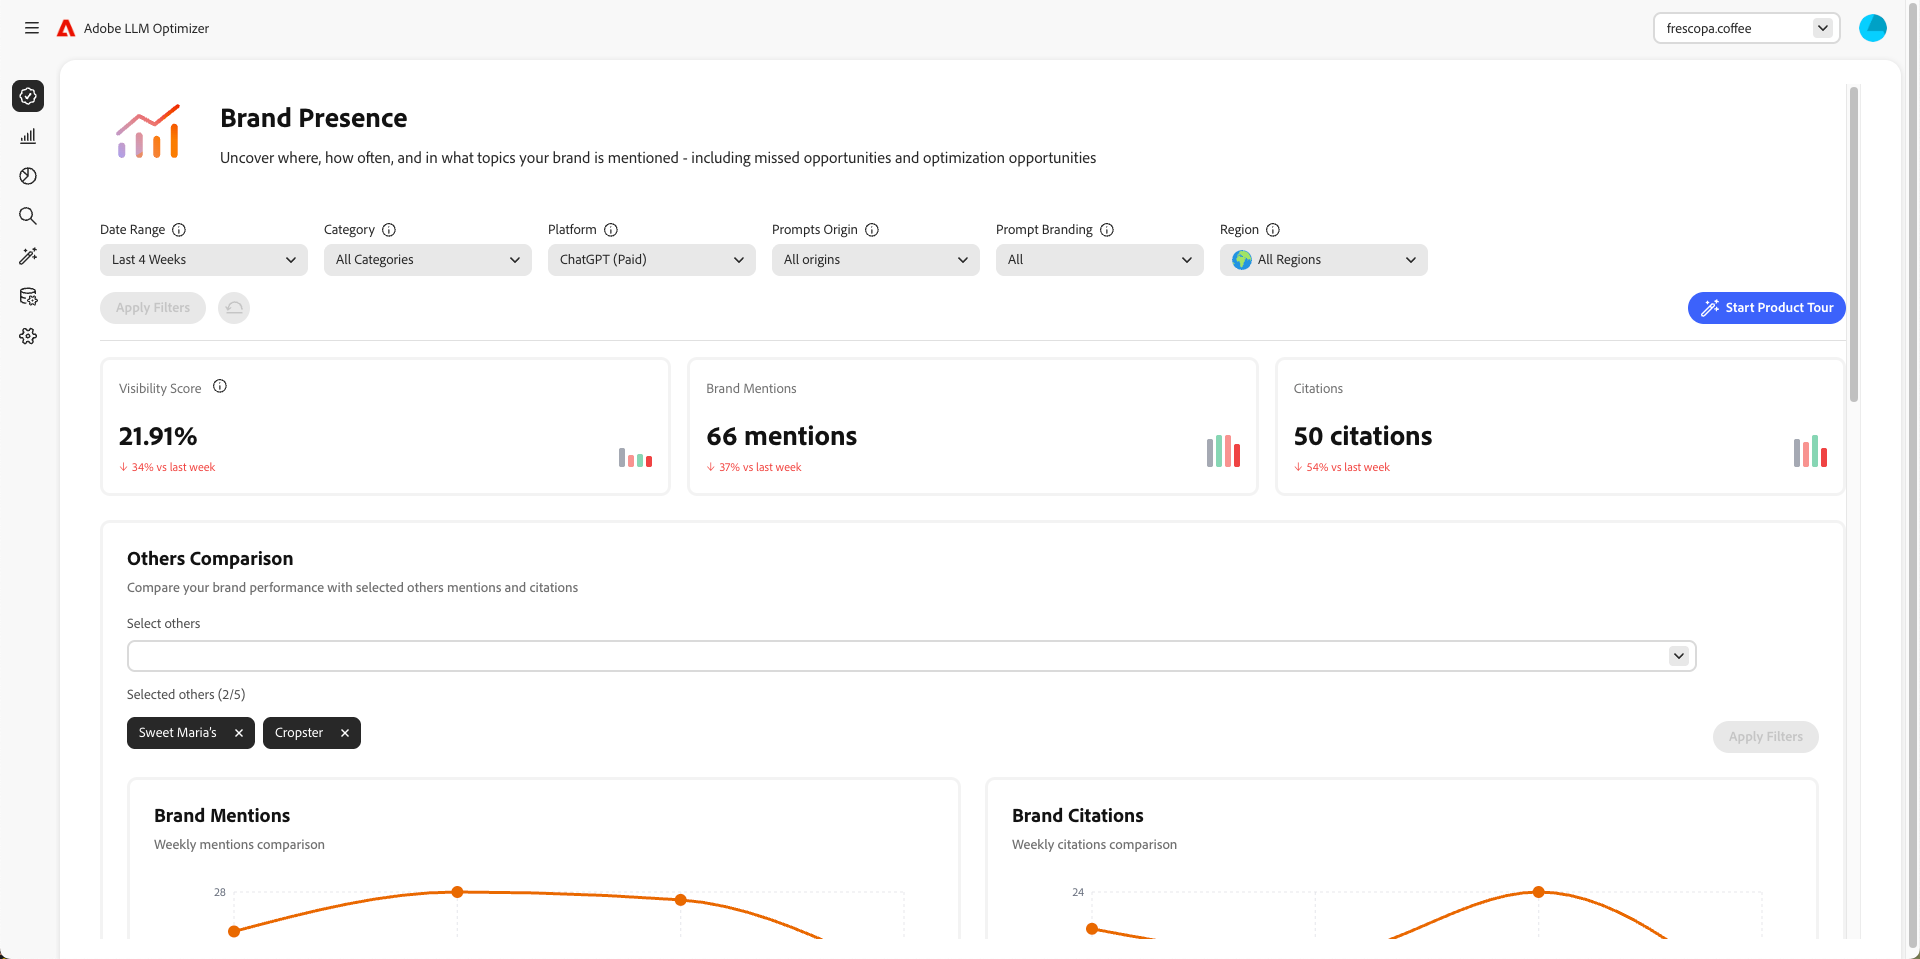 Adobe LLM Optimizer
frescopa.coffee
Brand Presence
Uncover where, how often, and in what topics your brand is mentioned - including missed opportunities and optimization opportunities
Date Range
Category
Platform
Prompts Origin
Prompt Branding
Region
Last 4 Weeks
All Categories
ChatGPT (Paid)
All origins
All
All Regions
Apply Filters
Start Product Tour
Visibility Score
21.91%
↓ 34% vs last week
Brand Mentions
66 mentions
↓ 37% vs last week
Citations
50 citations
↓ 54% vs last week
Others Comparison
Compare your brand performance with selected others mentions and citations
Select others
Selected others (2/5)
Sweet Maria's ×
Cropster ×
Apply Filters
Brand Mentions
Weekly mentions comparison
28
Brand Citations
Weekly citations comparison
24